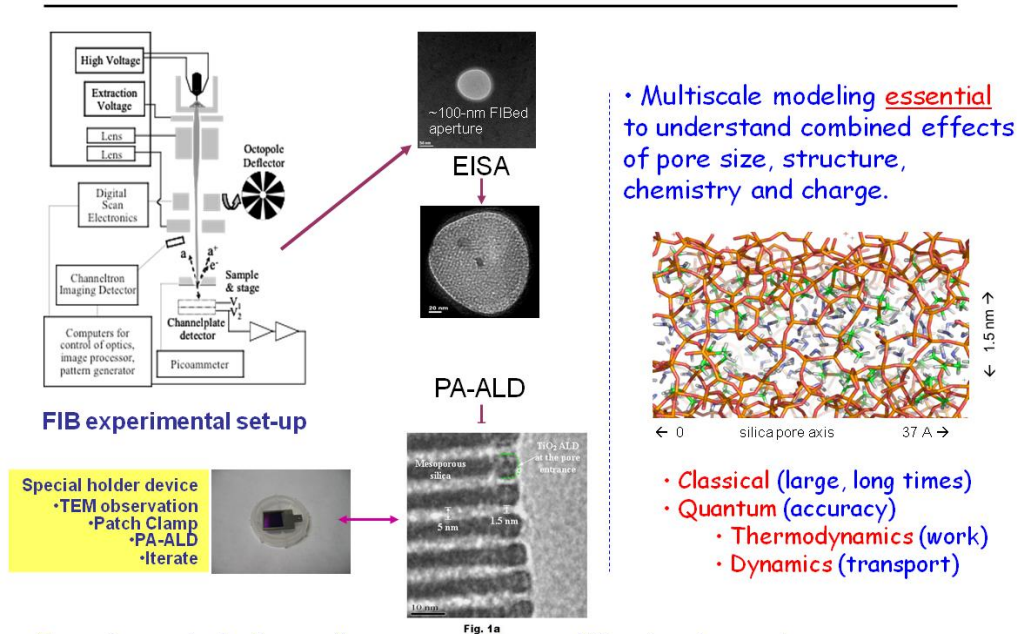 High Voltage
Extraction
Voltage
Lens
Lens
Octopole
Deflector
Digital
Scan
Electronics
a
a⁺
e⁻
Sample
& stage
Channeltron
Imaging Detector
V₁
V₂
Channelplate
detector
Computers for
control of optics,
image processor,
pattern generator
Picoammeter
FIB experimental set-up
Special holder device
•TEM observation
•Patch Clamp
•PA-ALD
•Iterate
~100-nm FIBed
aperture
EISA
20 nm
PA-ALD
TiO₂ ALD
at the pore
entrance
Mesoporous
silica
5 nm
1.5 nm
10 nm
Fig. 1a
• Multiscale modeling essential
to understand combined effects
of pore size, structure,
chemistry and charge.
← 1.5 nm →
← 0 silica pore axis 37 A →
• Classical (large, long times)
• Quantum (accuracy)
• Thermodynamics (work)
• Dynamics (transport)